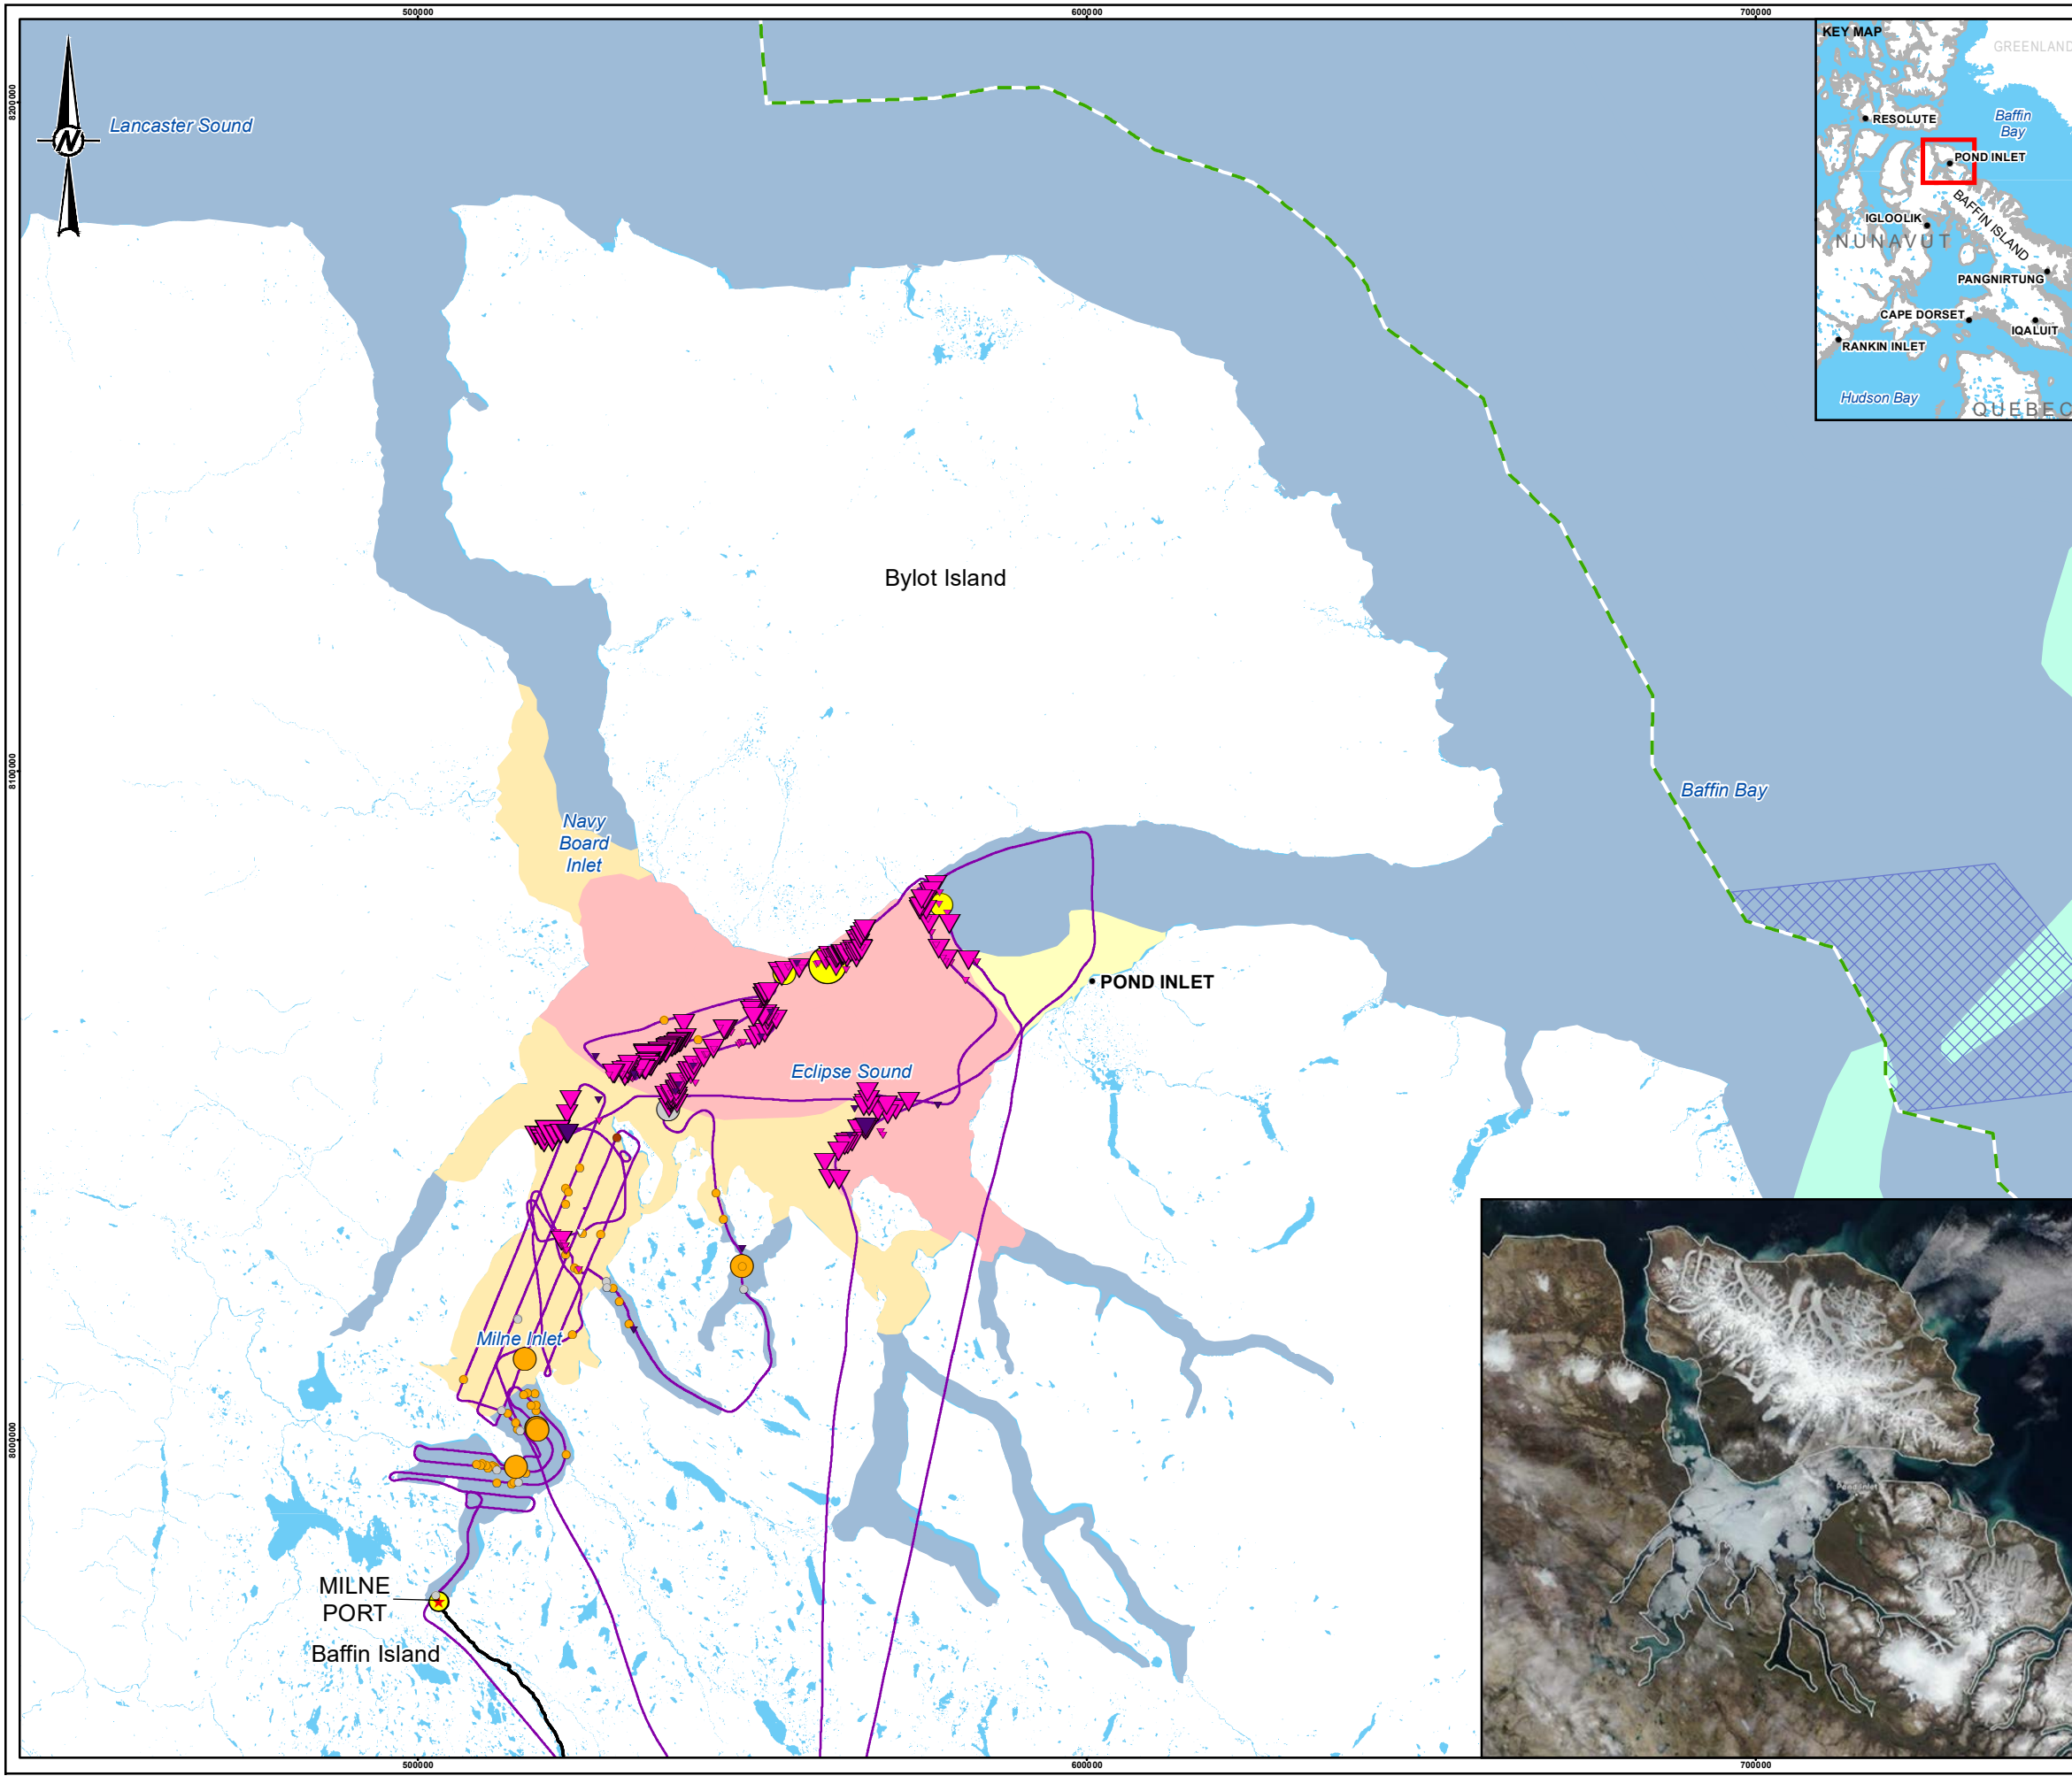 500000
600000
700000
8200000
8100000
8000000
N
Lancaster Sound
KEY MAP
GREENLAND
Baffin
Bay
RESOLUTE
POND INLET
BAFFIN ISLAND
IGLOOLIK
NUNAVUT
PANGNIRTUNG
CAPE DORSET
IQALUIT
RANKIN INLET
Hudson Bay
QUEBEC
Bylot Island
Baffin Bay
Navy
Board
Inlet
POND INLET
Eclipse Sound
Milne Inlet
Pond Inlet
MILNE
PORT
Baffin Island
500000
600000
700000